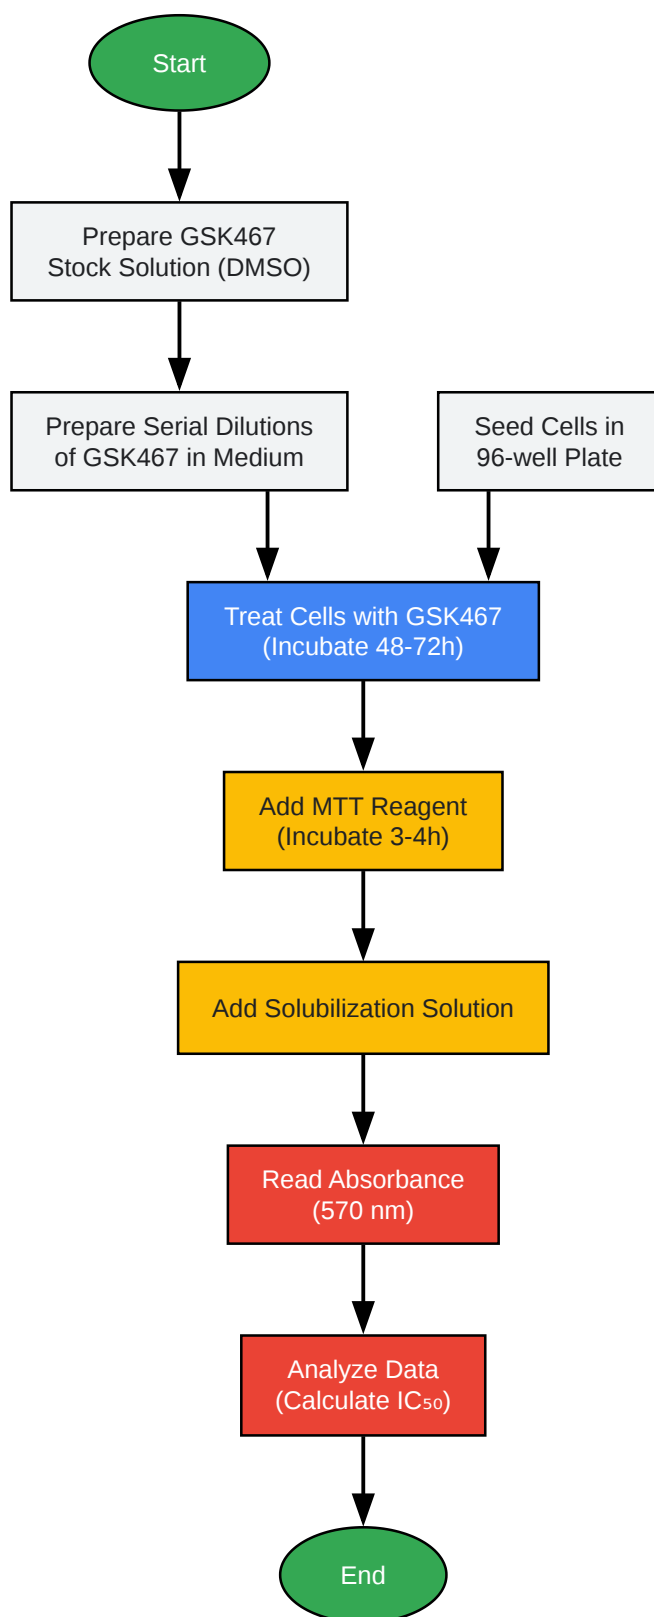 Start
Prepare GSK467
Stock Solution (DMSO)
Prepare Serial Dilutions
of GSK467 in Medium
Seed Cells in
96-well Plate
Treat Cells with GSK467
(Incubate 48-72h)
Add MTT Reagent
(Incubate 3-4h)
Add Solubilization Solution
Read Absorbance
(570 nm)
Analyze Data
(Calculate IC₅₀)
End